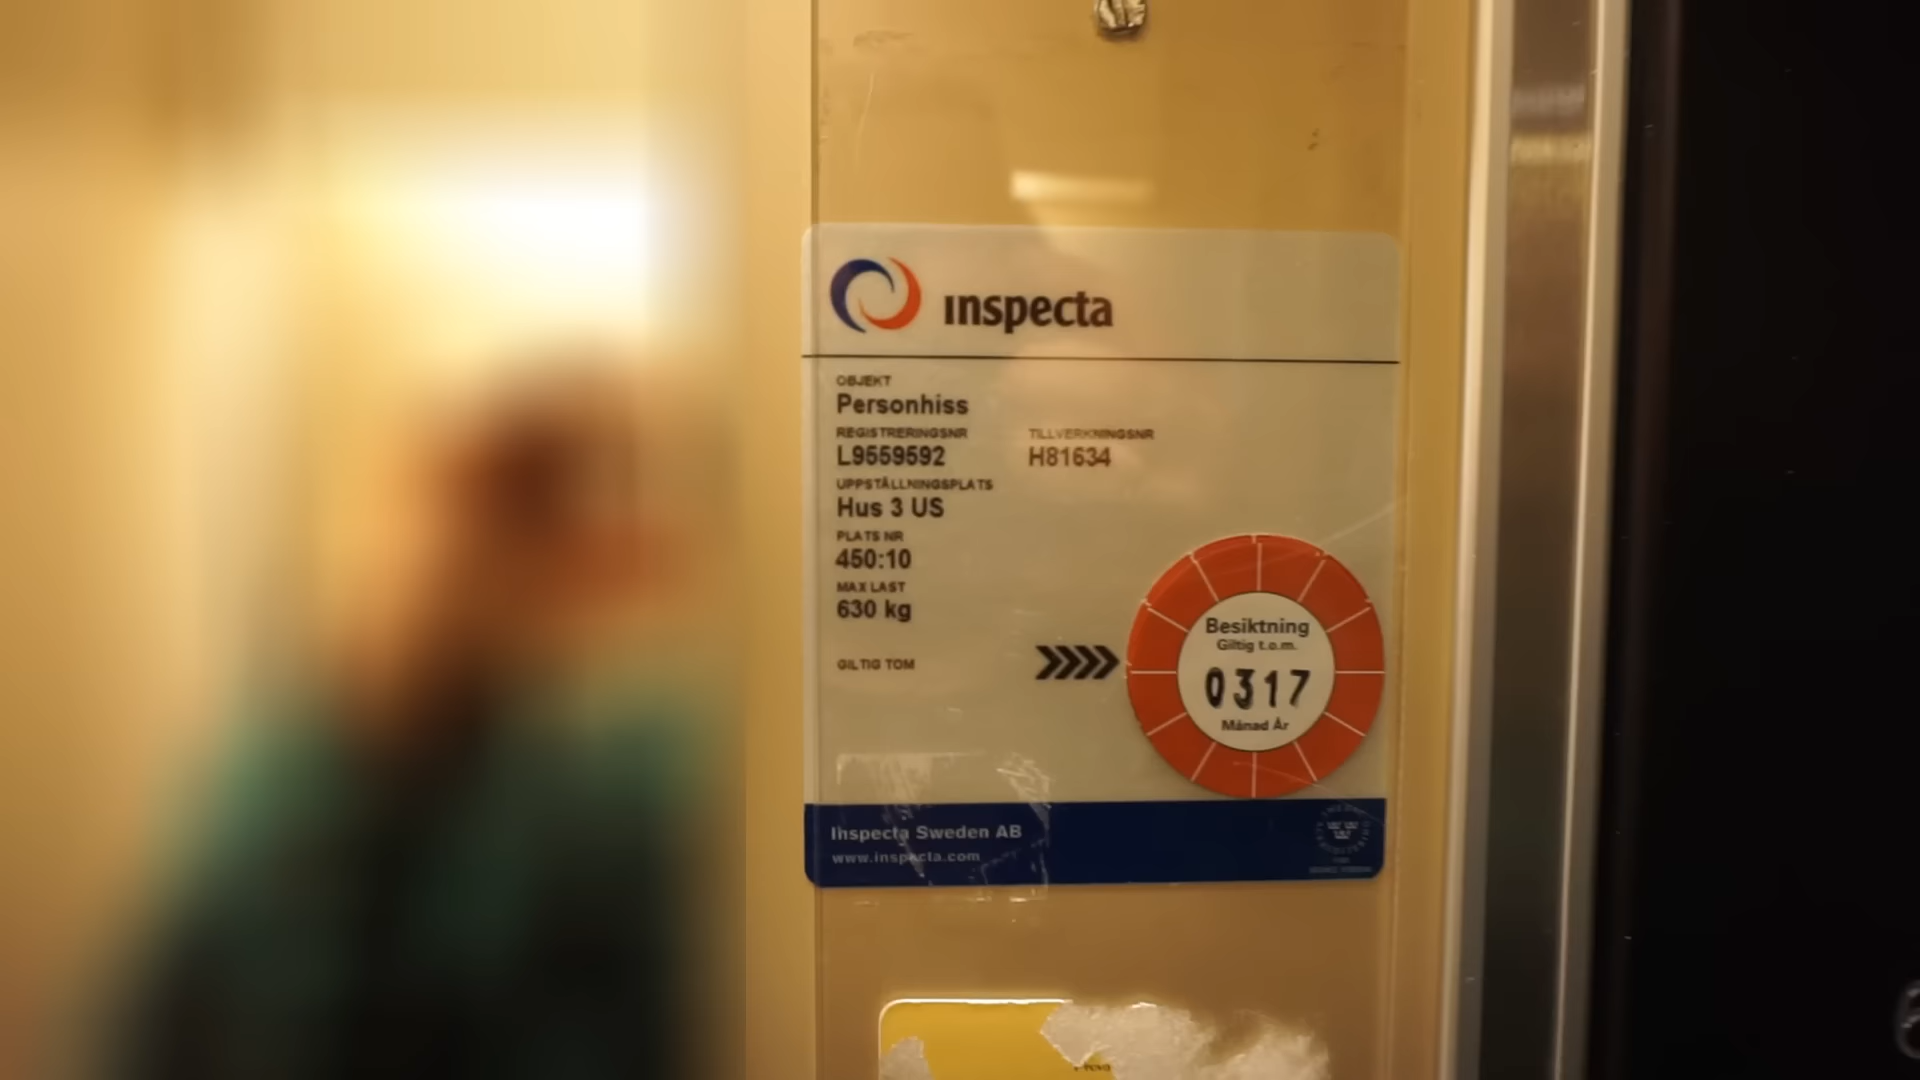 inspecta
OBJEKT
Personhiss
REGISTRERINGSNR TILLVERKNINGSNR
L9559592 H81634
UPPSTÄLLNINGSPLATS
Hus 3 US
PLATS NR
450:10
MAX LAST
630 kg
GILTIG TOM
Besiktning
Giltig t.o.m.
0317
Månad År
Inspecta Sweden AB
www.inspecta.com